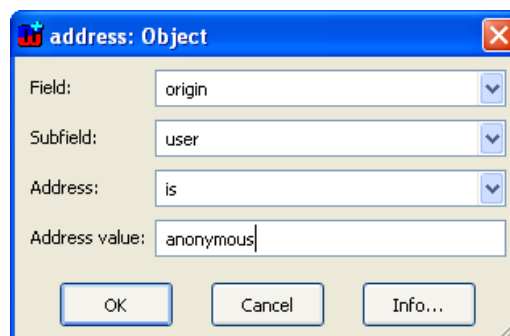 address: Object
Field: origin
Subfield: user
Address: is
Address value: anonymous
OK Cancel Info...